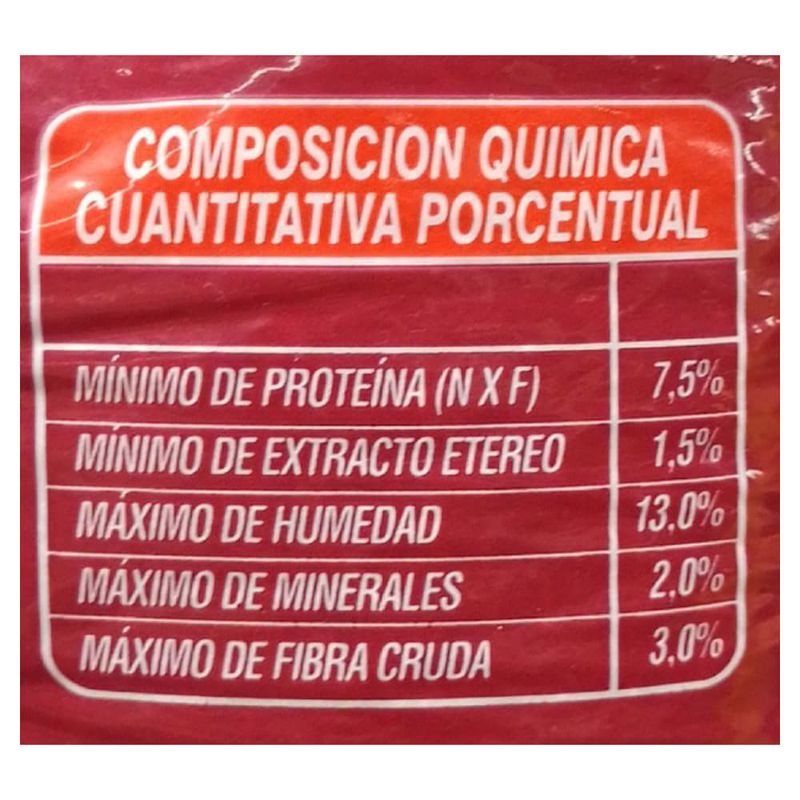 COMPOSICION QUIMICA
CUANTITATIVA PORCENTUAL
MÍNIMO DE PROTEÍNA (N X F) 7,5%
MÍNIMO DE EXTRACTO ETEREO 1,5%
MÁXIMO DE HUMEDAD 13,0%
MÁXIMO DE MINERALES 2,0%
MÁXIMO DE FIBRA CRUDA 3,0%